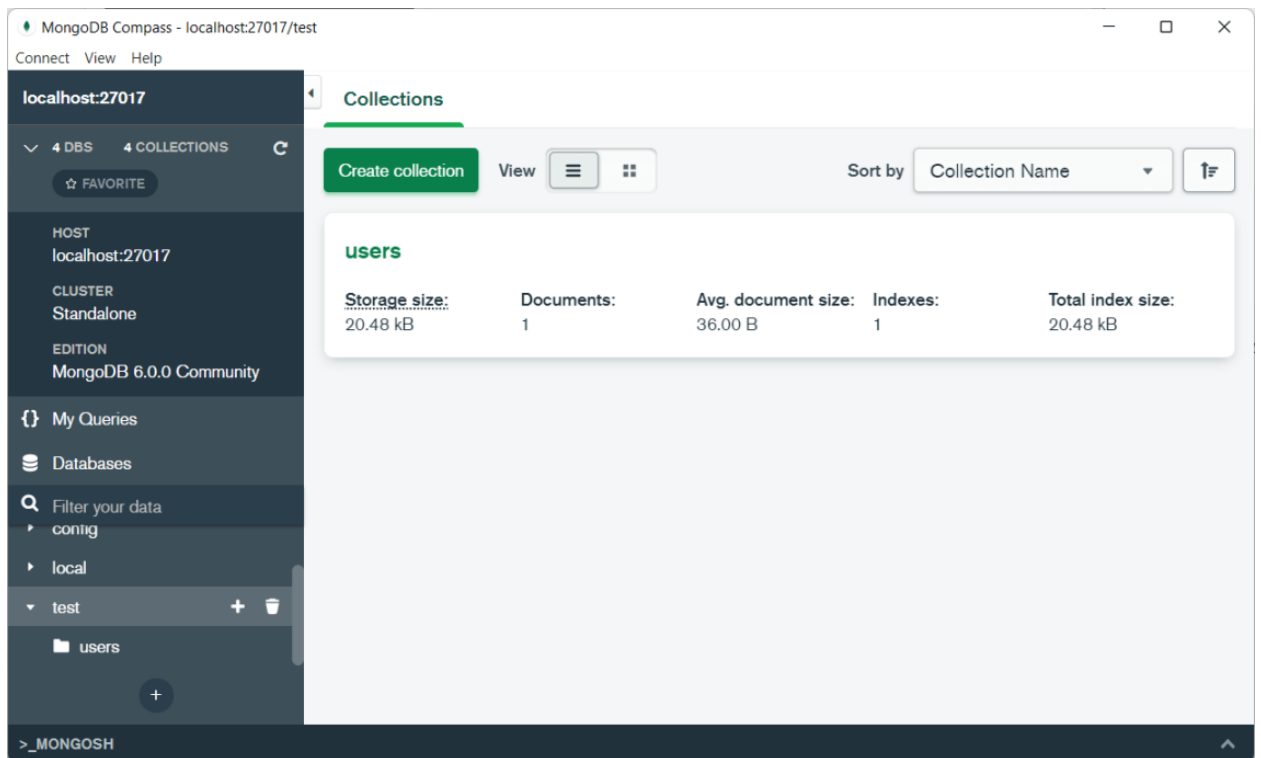 MongoDB Compass - localhost:27017/test
Connect View Help
localhost:27017
4 DBS 4 COLLECTIONS
FAVORITE
HOST
localhost:27017
CLUSTER
Standalone
EDITION
MongoDB 6.0.0 Community
{} My Queries
Databases
Filter your data
config
local
test
users
>_MONGOSH
Collections
Create collection View Sort by Collection Name
users
Storage size: Documents: Avg. document size: Indexes: Total index size:
20.48 kB 1 36.00 B 1 20.48 kB